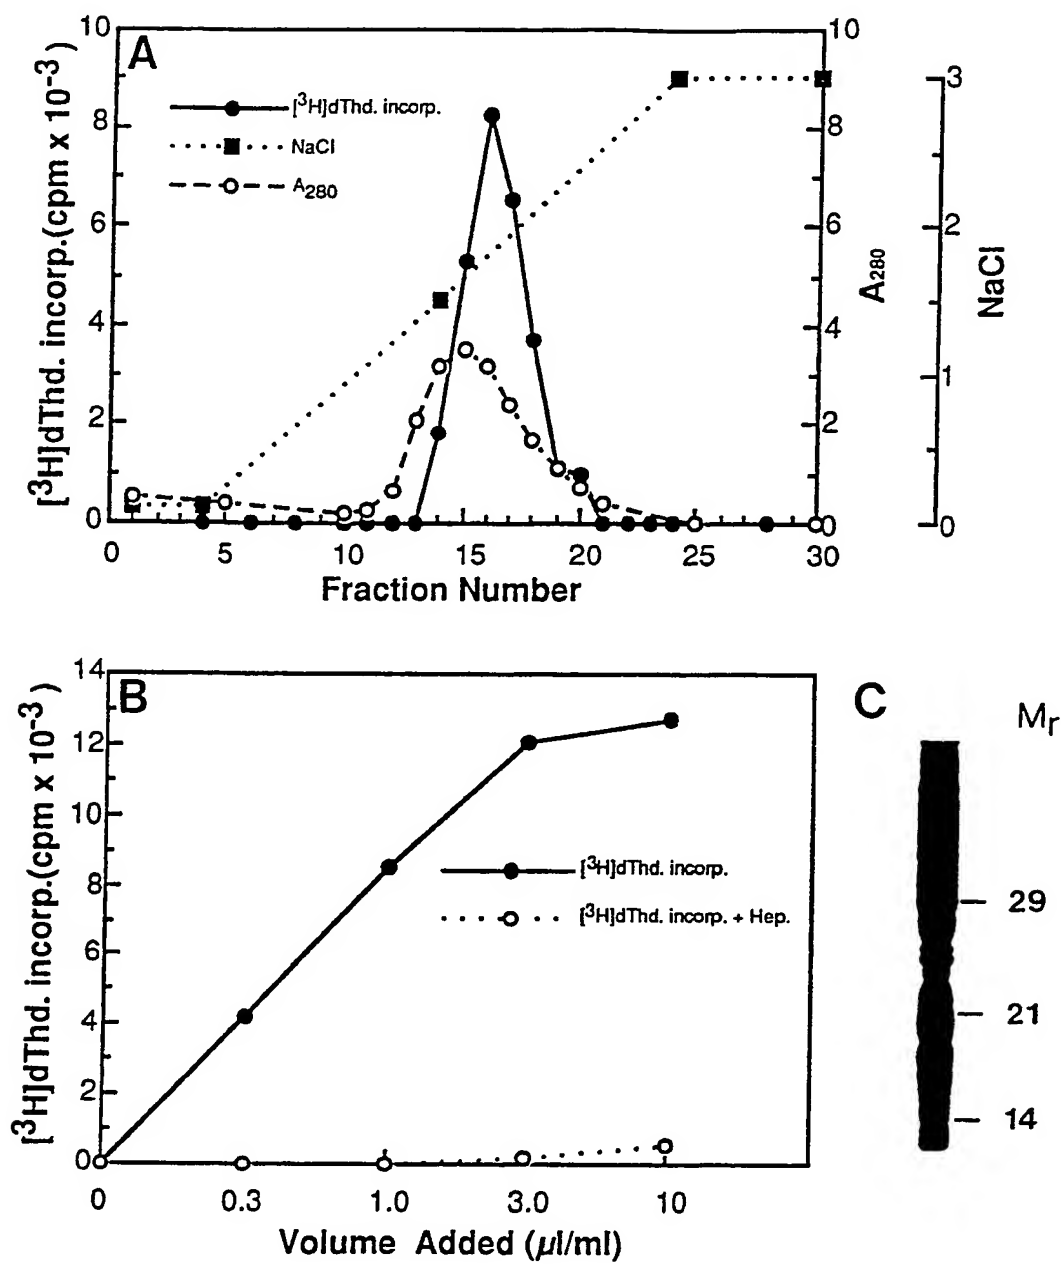 A
[³H]dThd. incorp.(cpm x 10⁻³)
10
8
6
4
2
0
[³H]dThd. incorp.
NaCl
A₂₈₀
10
8
6
4
2
0
A₂₈₀
3
2
1
0
NaCl
0 5 10 15 20 25 30
Fraction Number
B
[³H]dThd. incorp.(cpm x 10⁻³)
14
12
10
8
6
4
2
0
[³H]dThd. incorp.
[³H]dThd. incorp. + Hep.
0 0.3 1.0 3.0 10
Volume Added (µl/ml)
C
Mr
29
21
14